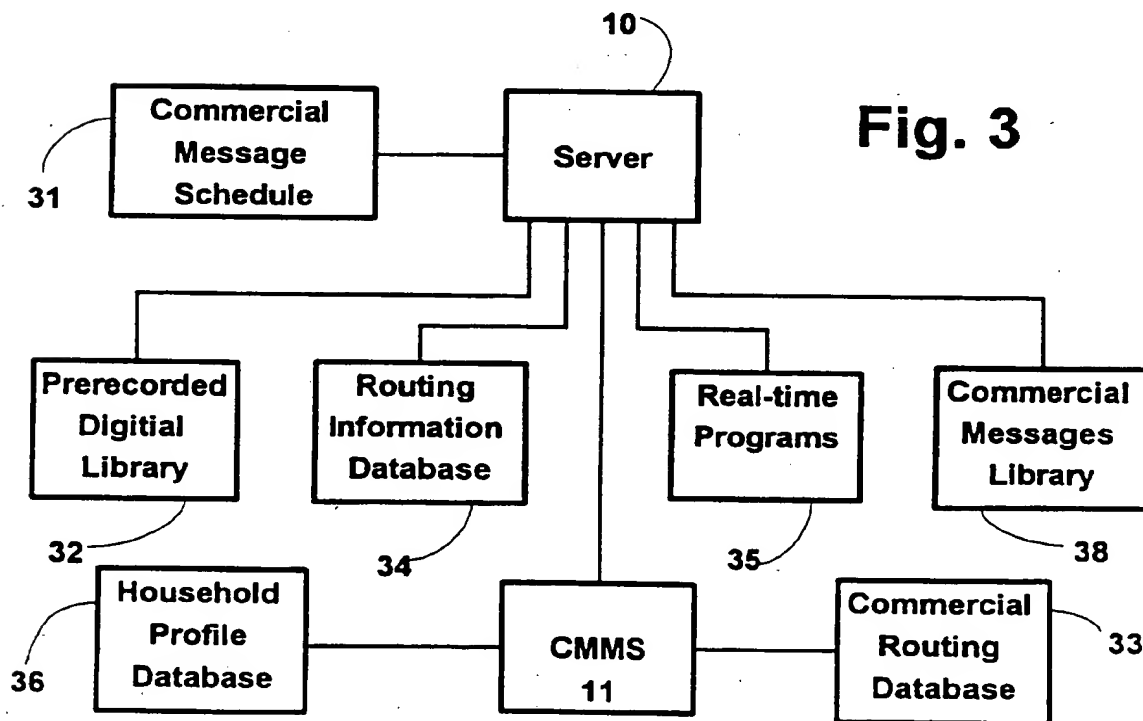 10
Commercial
Message
Schedule
31
Server
Fig. 3
Prerecorded
Digitial
Library
32
Routing
Information
Database
34
Real-time
Programs
35
Commercial
Messages
Library
38
Household
Profile
Database
36
CMMS
11
Commercial
Routing
Database
33